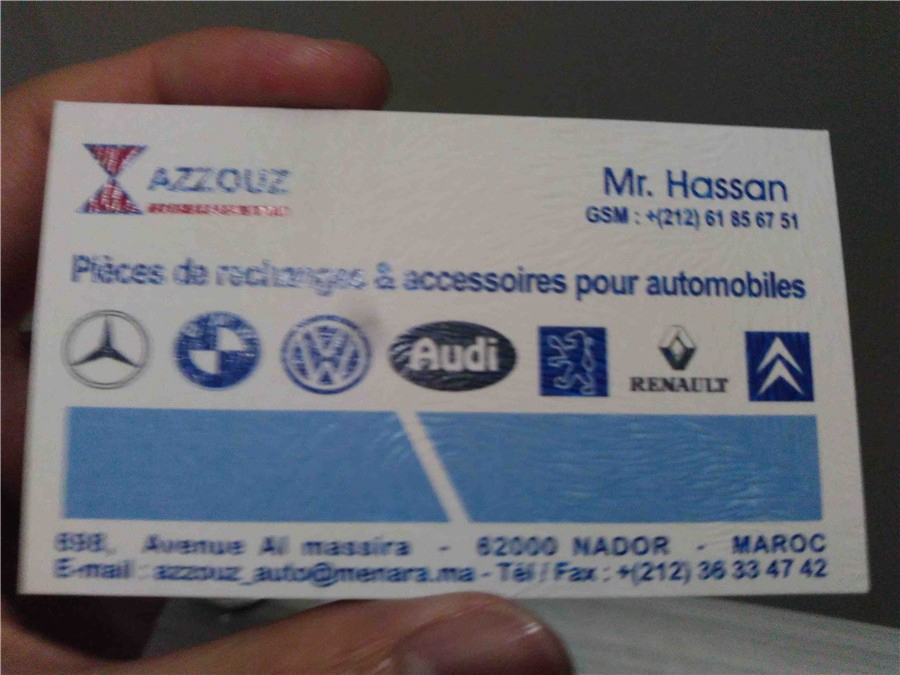 AZZOUZ
Mr. Hassan
GSM : +(212) 61 85 67 51
Pièces de rechanges & accessoires pour automobiles
Audi
RENAULT
698, Avenue Al massira - 62000 NADOR - MAROC
E-mail : azzouz_auto@menara.ma - Tél / Fax : +(212) 36 33 47 42